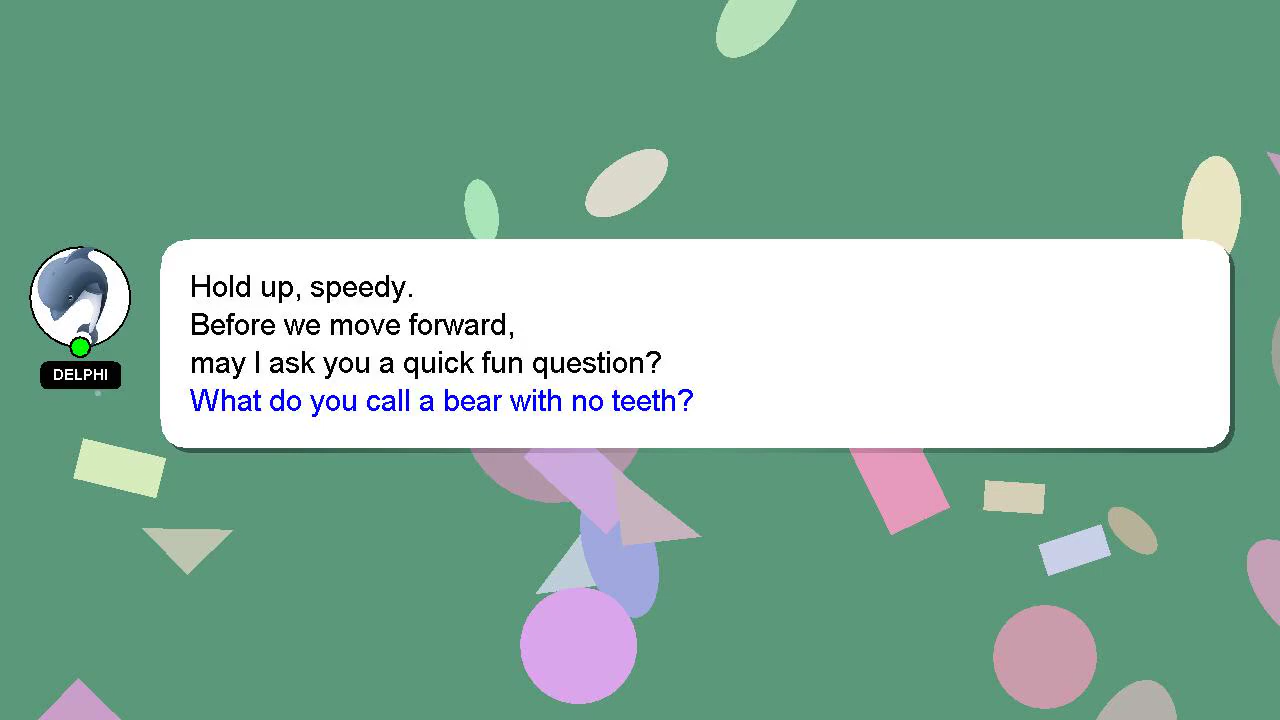 Hold up, speedy.
Before we move forward,
may I ask you a quick fun question?
What do you call a bear with no teeth?
DELPHI